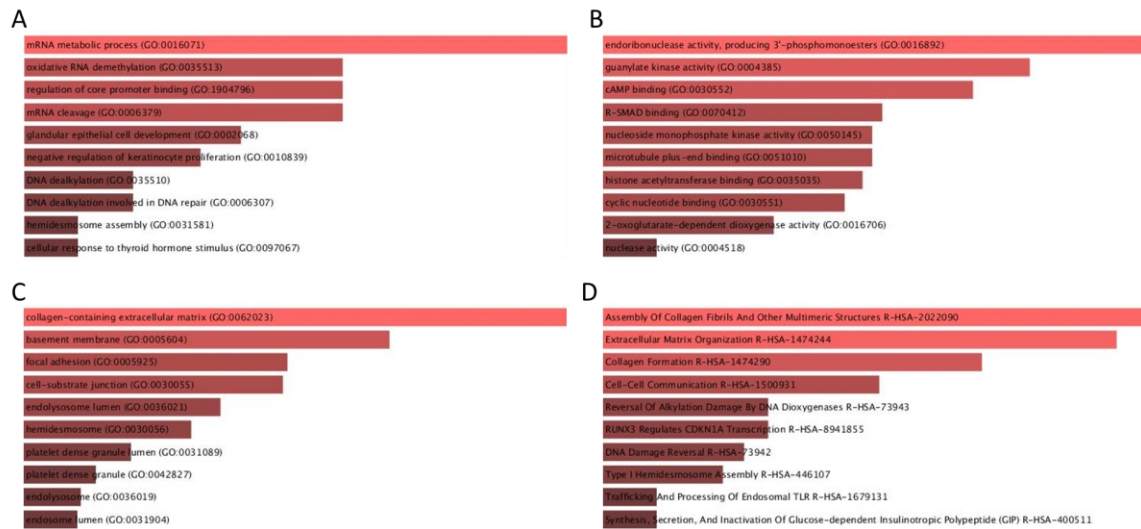 A
mRNA metabolic process (GO:0016071)
oxidative RNA demethylation (GO:0035513)
regulation of core promoter binding (GO:1904796)
mRNA cleavage (GO:0006379)
glandular epithelial cell development (GO:0002068)
negative regulation of keratinocyte proliferation (GO:0010839)
DNA dealkylation (GO:0035510)
DNA dealkylation involved in DNA repair (GO:0006307)
hemidesmosome assembly (GO:0031581)
cellular response to thyroid hormone stimulus (GO:0097067)
B
endoribonuclease activity, producing 3'-phosphomonoesters (GO:0016892)
guanylate kinase activity (GO:0004385)
cAMP binding (GO:0030552)
R-SMAD binding (GO:0070412)
nucleoside monophosphate kinase activity (GO:0050145)
microtubule plus-end binding (GO:0051010)
histone acetyltransferase binding (GO:0035035)
cyclic nucleotide binding (GO:0030551)
2-oxoglutarate-dependent dioxygenase activity (GO:0016706)
nuclease activity (GO:0004518)
C
collagen-containing extracellular matrix (GO:0062023)
basement membrane (GO:0005604)
focal adhesion (GO:0005925)
cell-substrate junction (GO:0030055)
endolysosome lumen (GO:0036021)
hemidesmosome (GO:0030056)
platelet dense granule lumen (GO:0031089)
platelet dense granule (GO:0042827)
endolysosome (GO:0036019)
endosome lumen (GO:0031904)
D
Assembly Of Collagen Fibrils And Other Multimeric Structures R-HSA-2022090
Extracellular Matrix Organization R-HSA-1474244
Collagen Formation R-HSA-1474290
Cell-Cell Communication R-HSA-1500931
Reversal Of Alkylation Damage By DNA Dioxygenases R-HSA-73943
RUNX3 Regulates CDKN1A Transcription R-HSA-8941855
DNA Damage Reversal R-HSA-73942
Type I Hemidesmosome Assembly R-HSA-446107
Trafficking And Processing Of Endosomal TLR R-HSA-1679131
Synthesis, Secretion, And Inactivation Of Glucose-dependent Insulinotropic Polypeptide (GIP) R-HSA-400511